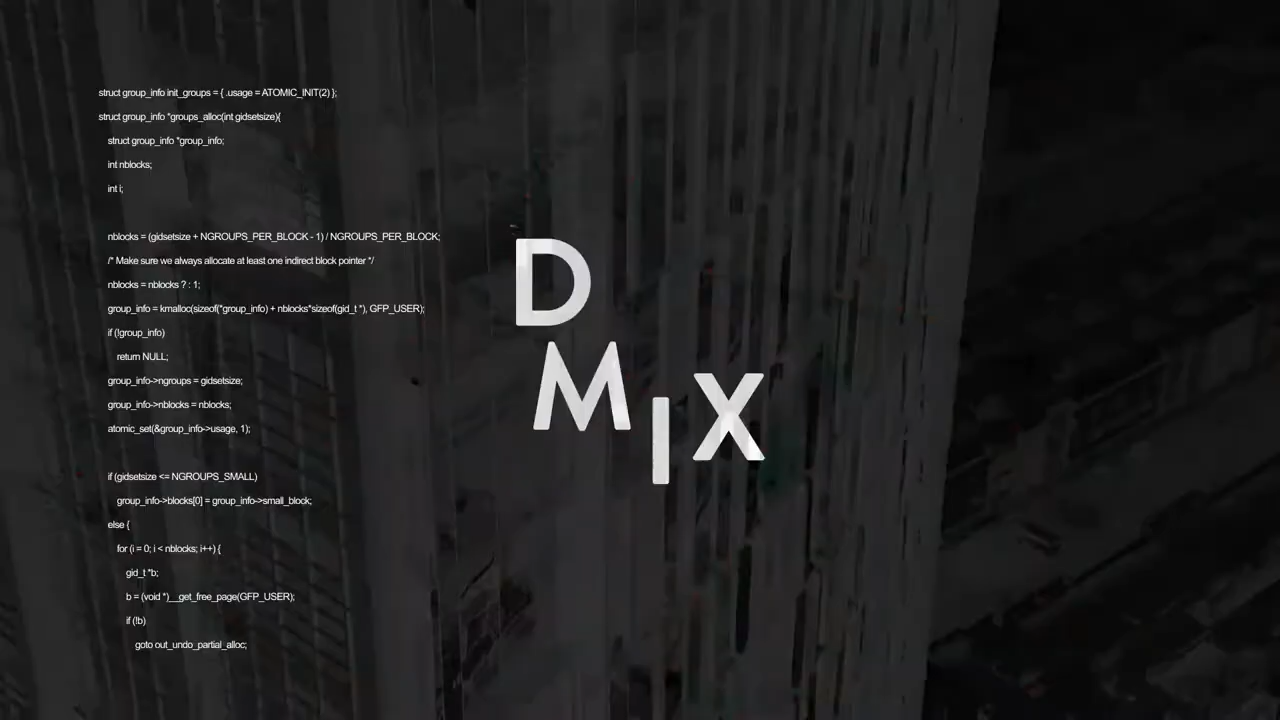 struct group_info init_groups = { .usage = ATOMIC_INIT(2) };
struct group_info *groups_alloc(int gidsetsize){
struct group_info *group_info;
int nblocks;
int i;
nblocks = (gidsetsize + NGROUPS_PER_BLOCK - 1) / NGROUPS_PER_BLOCK;
/* Make sure we always allocate at least one indirect block pointer */
nblocks = nblocks ? : 1;
group_info = kmalloc(sizeof(*group_info) + nblocks*sizeof(gid_t *), GFP_USER);
if (!group_info)
return NULL;
group_info->ngroups = gidsetsize;
group_info->nblocks = nblocks;
atomic_set(&group_info->usage, 1);
if (gidsetsize <= NGROUPS_SMALL)
group_info->blocks[0] = group_info->small_block;
else {
for (i = 0; i < nblocks; i++) {
gid_t *b;
b = (void *)__get_free_page(GFP_USER);
if (!b)
goto out_undo_partial_alloc;
D
MIX